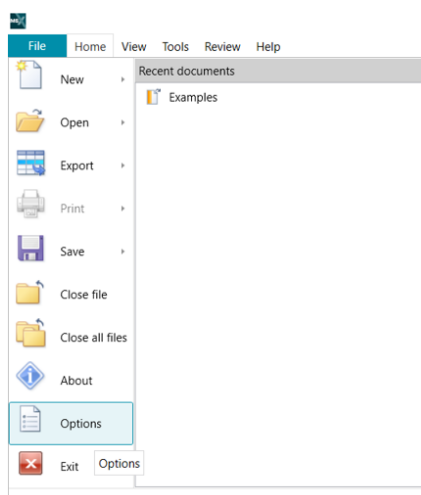 File Home View Tools Review Help
Recent documents
Examples
New
Open
Export
Print
Save
Close file
Close all files
About
Options
Exit
Options